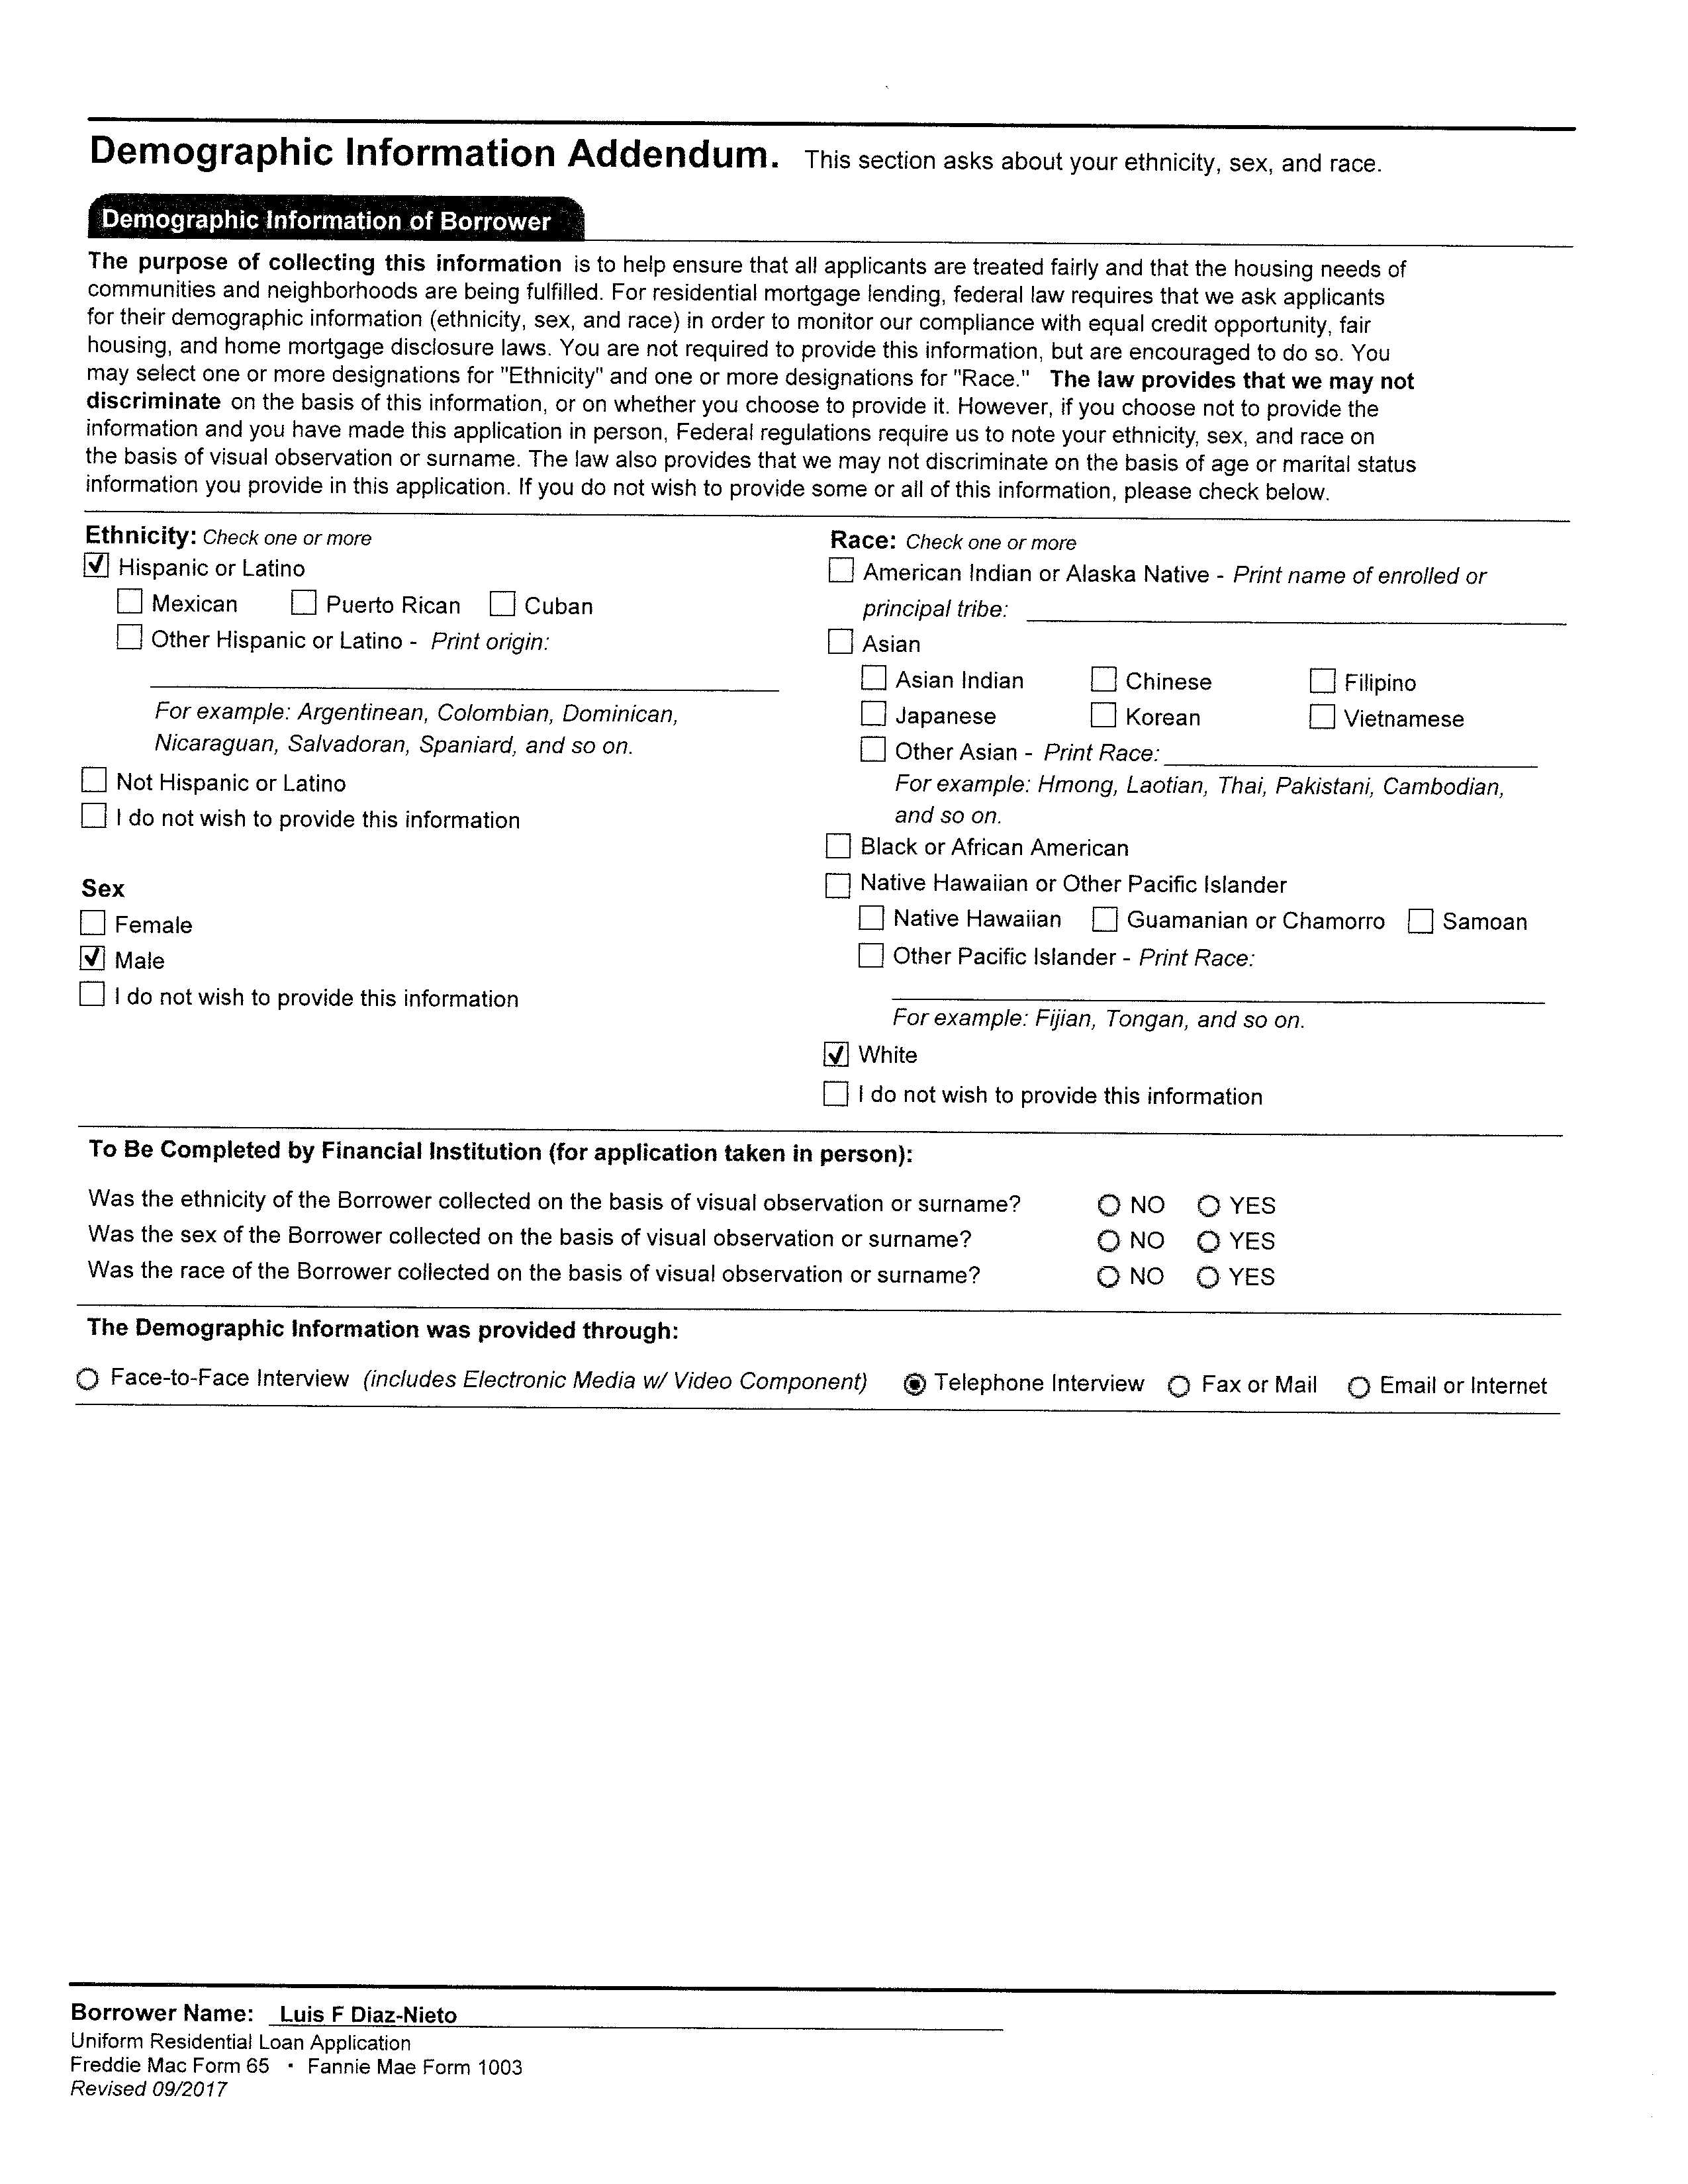 Demographic Information Addendum. This section asks about your ethnicity, sex, and race.
Demographic Information of Borrower
The purpose of collecting this information is to help ensure that all applicants are treated fairly and that the housing needs of
communities and neighborhoods are being fulfilled. For residential mortgage lending, federal law requires that we ask applicants
for their demographic information (ethnicity, sex, and race) in order to monitor our compliance with equal credit opportunity, fair
housing, and home mortgage disclosure laws. You are not required to provide this information, but are encouraged to do so. You
may select one or more designations for "Ethnicity" and one or more designations for "Race." The law provides that we may not
discriminate on the basis of this information, or on whether you choose to provide it. However, if you choose not to provide the
information and you have made this application in person, Federal regulations require us to note your ethnicity, sex, and race on
the basis of visual observation or surname. The law also provides that we may not discriminate on the basis of age or marital status
information you provide in this application. If you do not wish to provide some or all of this information, please check below.
Ethnicity: Check one or more
Hispanic or Latino
Mexican Puerto Rican Cuban
Other Hispanic or Latino - Print origin:
For example: Argentinean, Colombian, Dominican,
Nicaraguan, Salvadoran, Spaniard, and so on.
Not Hispanic or Latino
I do not wish to provide this information
Sex
Female
Male
I do not wish to provide this information
Race: Check one or more
American Indian or Alaska Native - Print name of enrolled or
principal tribe:
Asian
Asian Indian Chinese Filipino
Japanese Korean Vietnamese
Other Asian - Print Race:
For example: Hmong, Laotian, Thai, Pakistani, Cambodian,
and so on.
Black or African American
Native Hawaiian or Other Pacific Islander
Native Hawaiian Guamanian or Chamorro Samoan
Other Pacific Islander - Print Race:
For example: Fijian, Tongan, and so on.
White
I do not wish to provide this information
To Be Completed by Financial Institution (for application taken in person):
Was the ethnicity of the Borrower collected on the basis of visual observation or surname? NO YES
Was the sex of the Borrower collected on the basis of visual observation or surname? NO YES
Was the race of the Borrower collected on the basis of visual observation or surname? NO YES
The Demographic Information was provided through:
Face-to-Face Interview (includes Electronic Media w/ Video Component) Telephone Interview Fax or Mail Email or Internet
Borrower Name: Luis F Diaz-Nieto
Uniform Residential Loan Application
Freddie Mac Form 65 • Fannie Mae Form 1003
Revised 09/2017